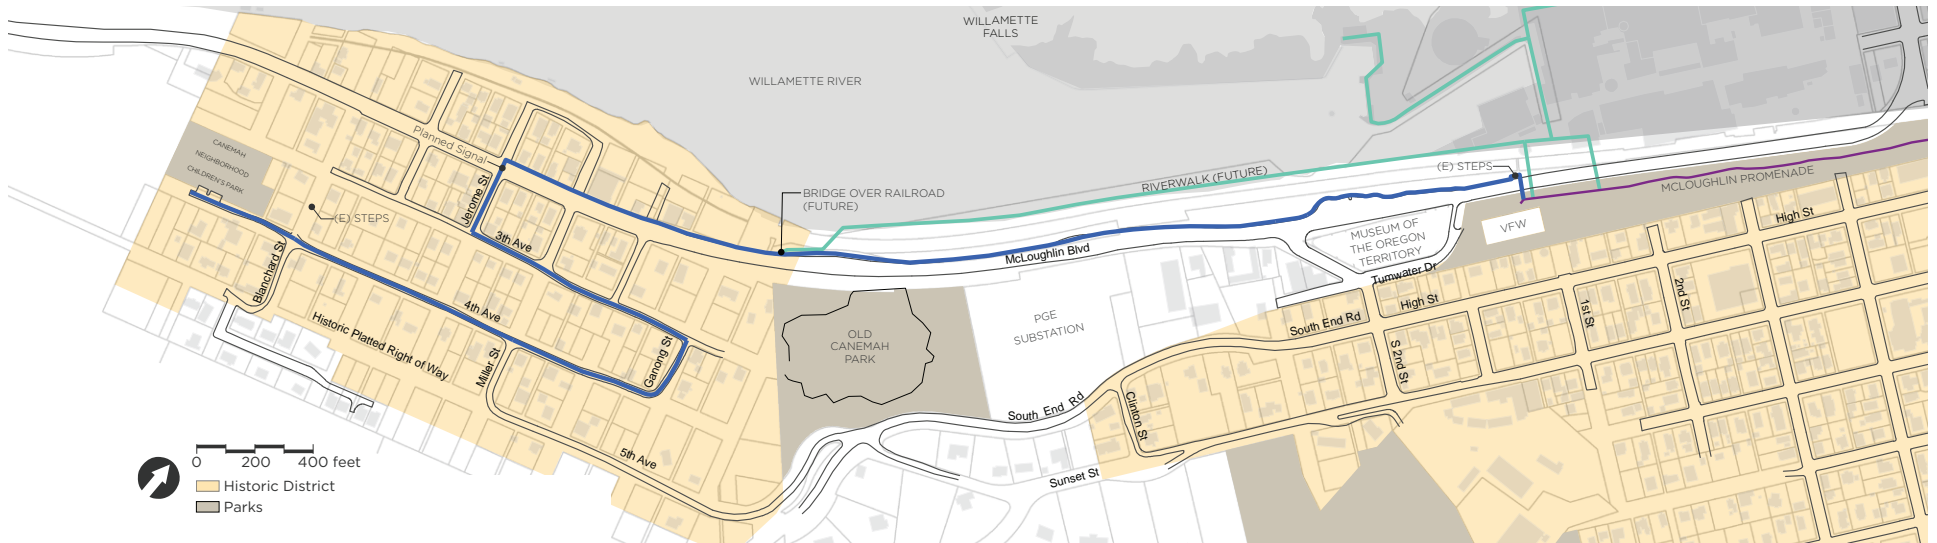 WILLAMETTE
FALLS
WILLAMETTE RIVER
Planned Signal
CANEMAH
NEIGHBORHOOD
CHILDREN'S PARK
(E) STEPS
Jerome St
3th Ave
BRIDGE OVER RAILROAD
(FUTURE)
RIVERWALK (FUTURE)
(E) STEPS
MCLOUGHLIN PROMENADE
McLoughlin Blvd
MUSEUM OF
THE OREGON
TERRITORY
VFW
High St
Tumwater Dr
High St
2nd St
1st St
South End Rd
S 2nd St
Blanchard St
4th Ave
Historic Platted Right of Way
Miller St
Ganong St
5th Ave
OLD
CANEMAH
PARK
PGE
SUBSTATION
South End Rd
Clinton St
Sunset St
0 200 400 feet
Historic District
Parks